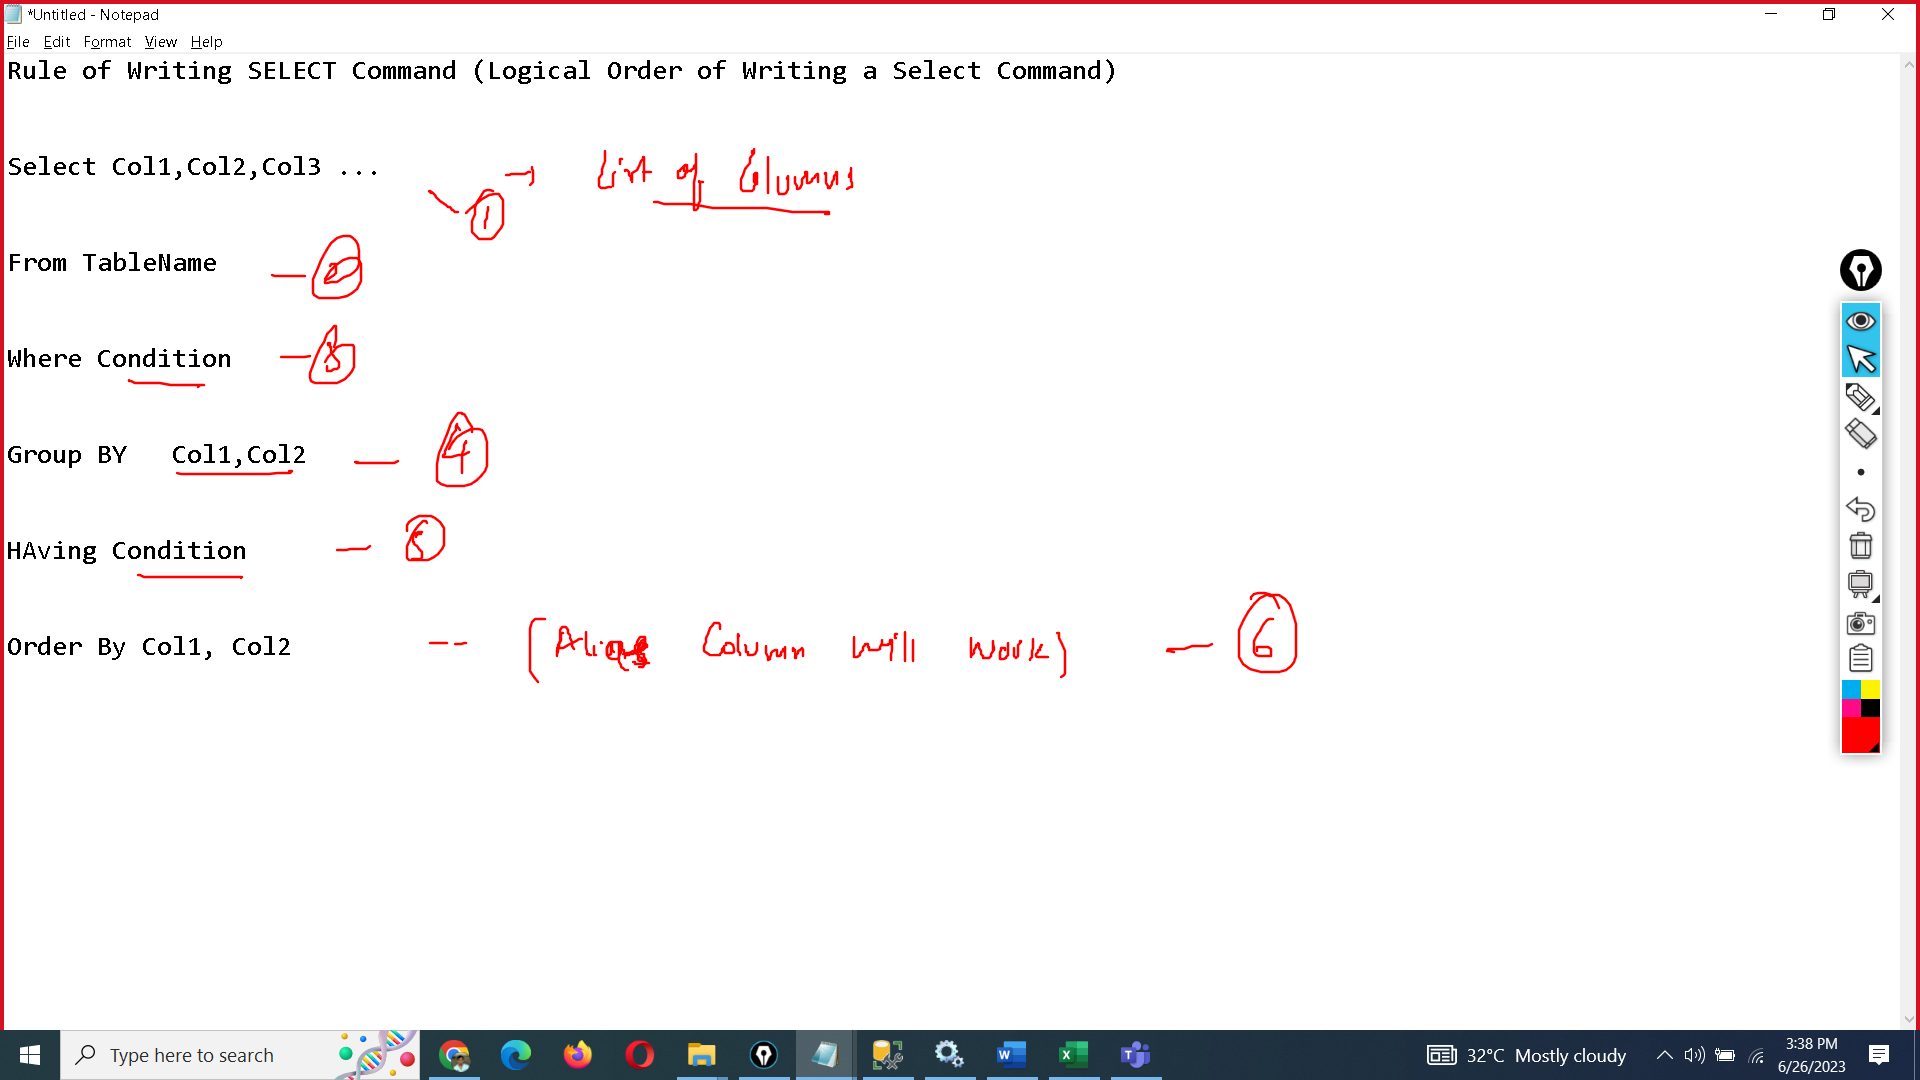 *Untitled - Notepad
File Edit Format View Help
Rule of Writing SELECT Command (Logical Order of Writing a Select Command)
Select Col1,Col2,Col3 ...
1 → List of Columns
From TableName —
Where Condition — 3
Group BY Col1,Col2 — 4
HAving Condition — 5
Order By Col1, Col2 -- (Alias Column will work) — 6
Type here to search
32°C Mostly cloudy
3:38 PM
6/26/2023